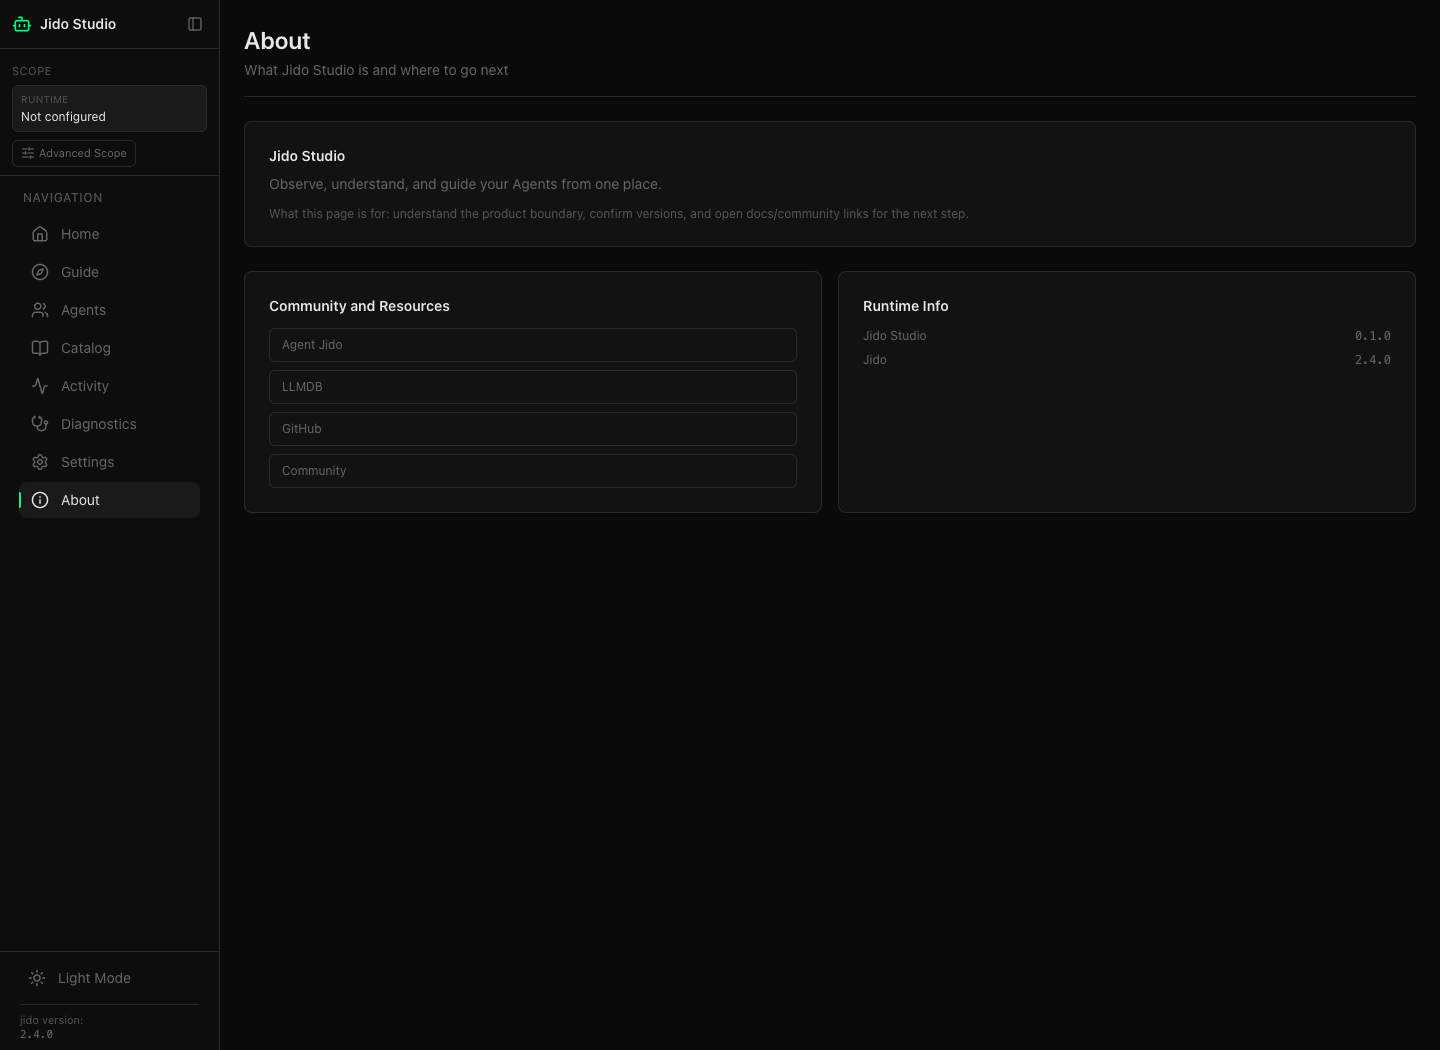 Jido Studio
SCOPE
RUNTIME
Not configured
Advanced Scope
NAVIGATION
Home
Guide
Agents
Catalog
Activity
Diagnostics
Settings
About
Light Mode
jido version:
2.4.0
About
What Jido Studio is and where to go next
Jido Studio
Observe, understand, and guide your Agents from one place.
What this page is for: understand the product boundary, confirm versions, and open docs/community links for the next step.
Community and Resources
Agent Jido
LLMDB
GitHub
Community
Runtime Info
Jido Studio 0.1.0
Jido 2.4.0